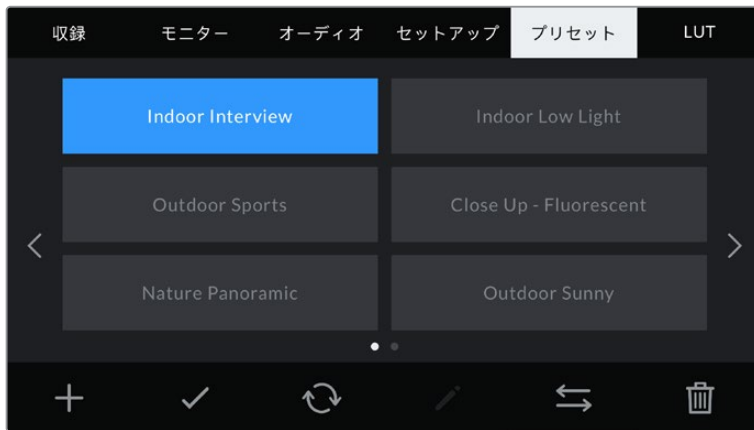 収録 モニター オーディオ セットアップ プリセット LUT
Indoor Interview Indoor Low Light
Outdoor Sports Close Up - Fluorescent
Nature Panoramic Outdoor Sunny